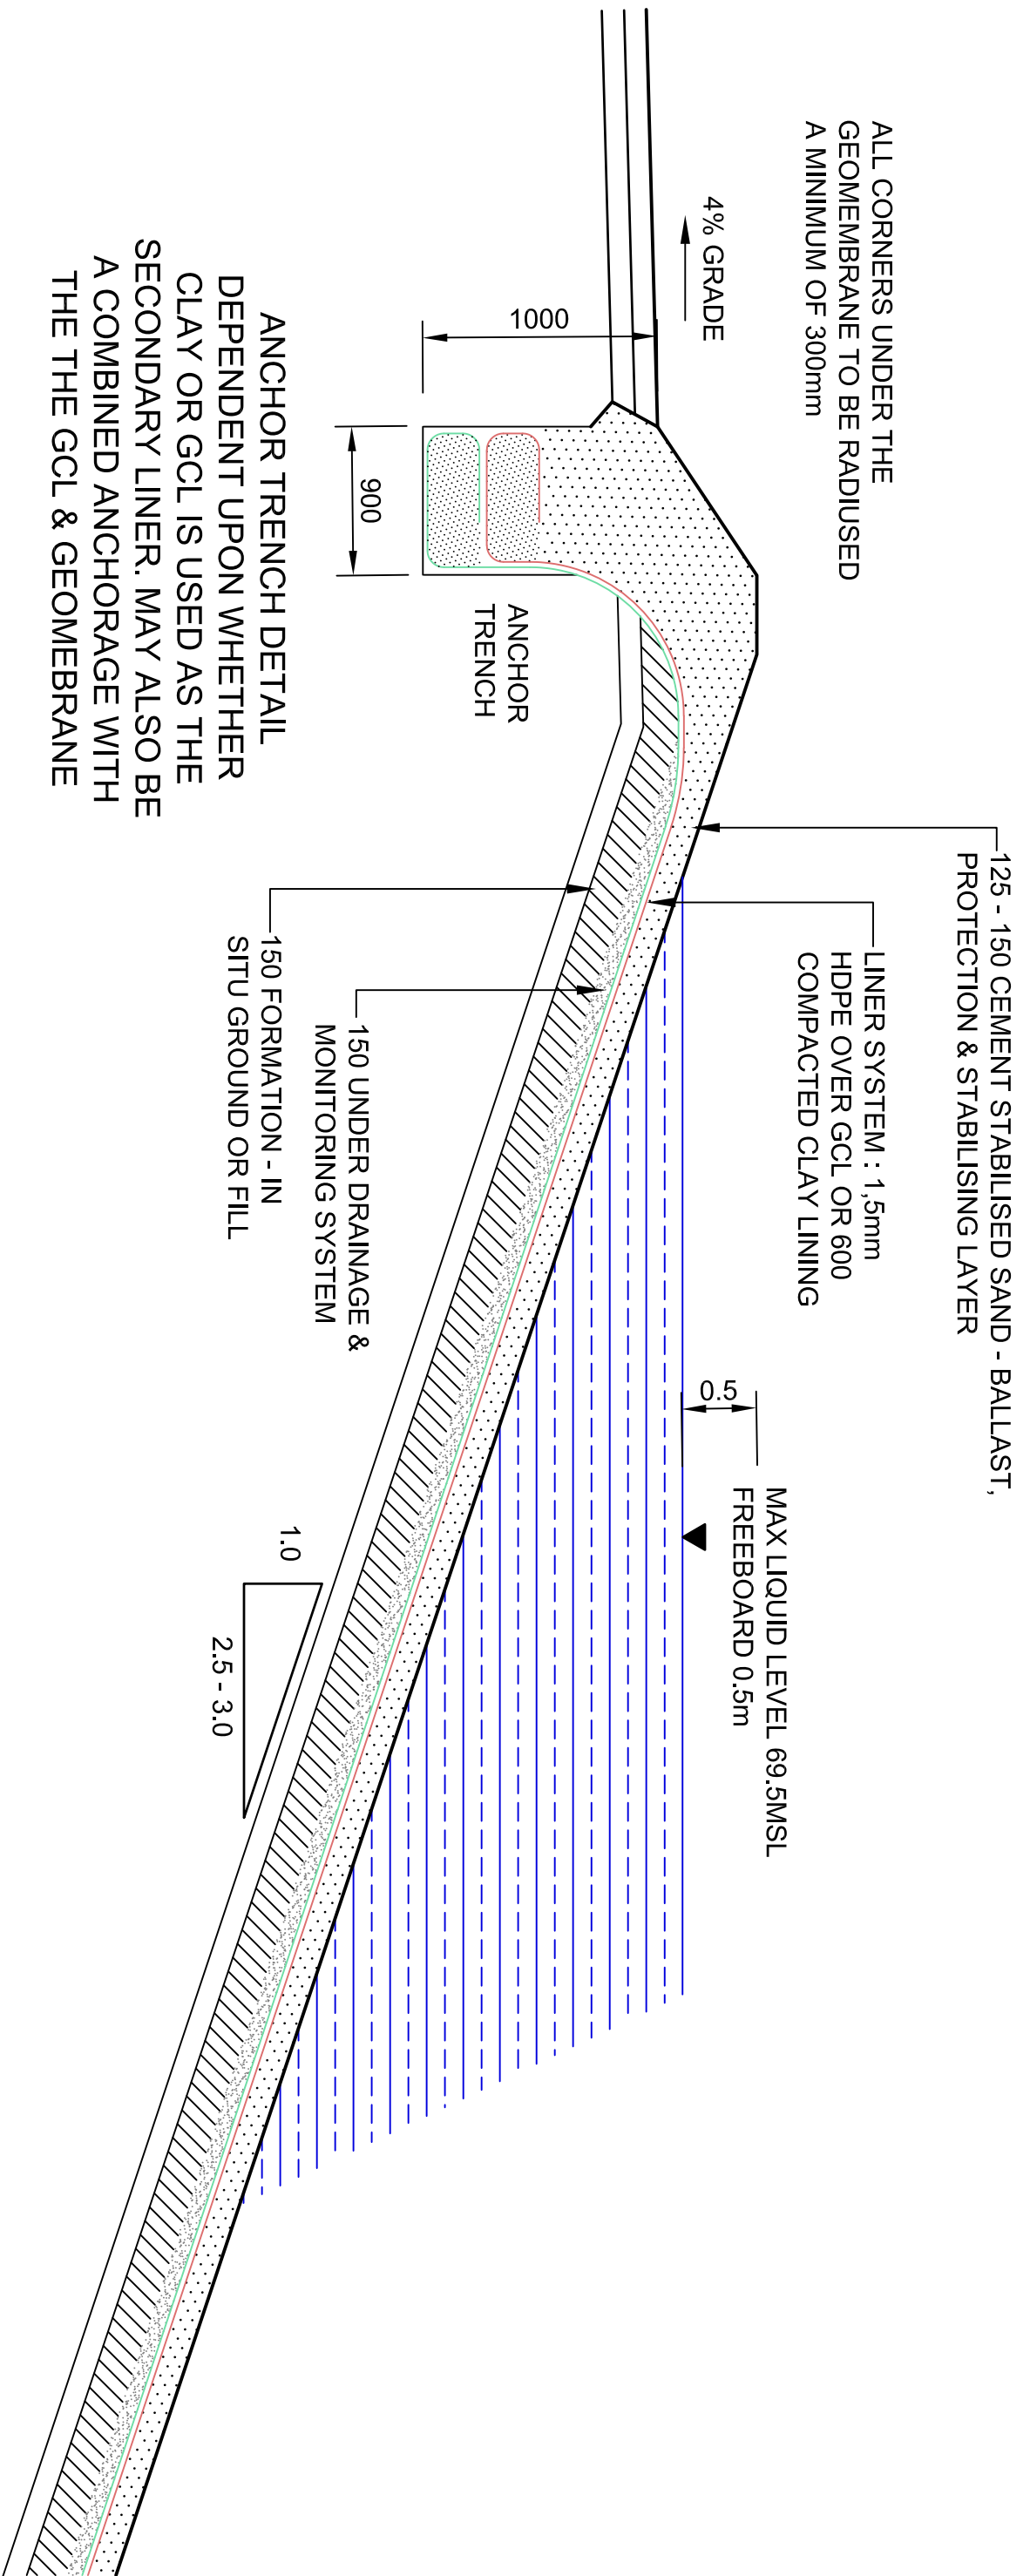 ALL CORNERS UNDER THE
GEOMEMBRANE TO BE RADIUSED
A MINIMUM OF 300mm
4% GRADE
1000
900
ANCHOR
TRENCH
ANCHOR TRENCH DETAIL
DEPENDENT UPON WHETHER
CLAY OR GCL IS USED AS THE
SECONDARY LINER. MAY ALSO BE
A COMBINED ANCHORAGE WITH
THE THE GCL & GEOMEBRANE
125 - 150 CEMENT STABILISED SAND - BALLAST,
PROTECTION & STABILISING LAYER
LINER SYSTEM : 1,5mm
HDPE OVER GCL OR 600
COMPACTED CLAY LINING
150 UNDER DRAINAGE &
MONITORING SYSTEM
150 FORMATION - IN
SITU GROUND OR FILL
0.5
MAX LIQUID LEVEL 69.5MSL
FREEBOARD 0.5m
1.0
2.5 - 3.0